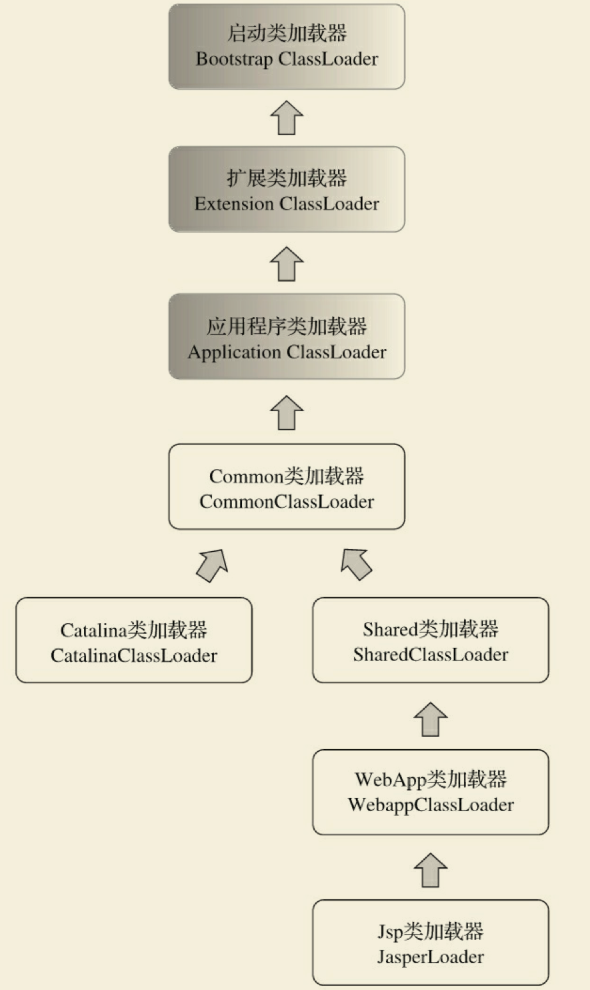 启动类加载器
Bootstrap ClassLoader
扩展类加载器
Extension ClassLoader
应用程序类加载器
Application ClassLoader
Common类加载器
CommonClassLoader
Catalina类加载器
CatalinaClassLoader
Shared类加载器
SharedClassLoader
WebApp类加载器
WebappClassLoader
Jsp类加载器
JasperLoader